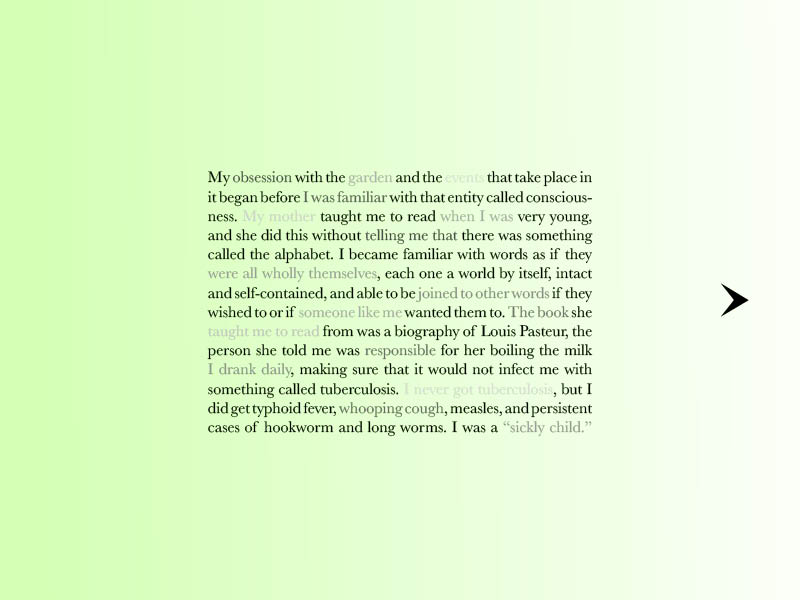 My obsession with the garden and the events that take place in
it began before I was familiar with that entity called conscious-
ness. My mother taught me to read when I was very young,
and she did this without telling me that there was something
called the alphabet. I became familiar with words as if they
were all wholly themselves, each one a world by itself, intact
and self-contained, and able to be joined to other words if they
wished to or if someone like me wanted them to. The book she
taught me to read from was a biography of Louis Pasteur, the
person she told me was responsible for her boiling the milk
I drank daily, making sure that it would not infect me with
something called tuberculosis. I never got tuberculosis, but I
did get typhoid fever, whooping cough, measles, and persistent
cases of hookworm and long worms. I was a “sickly child.”